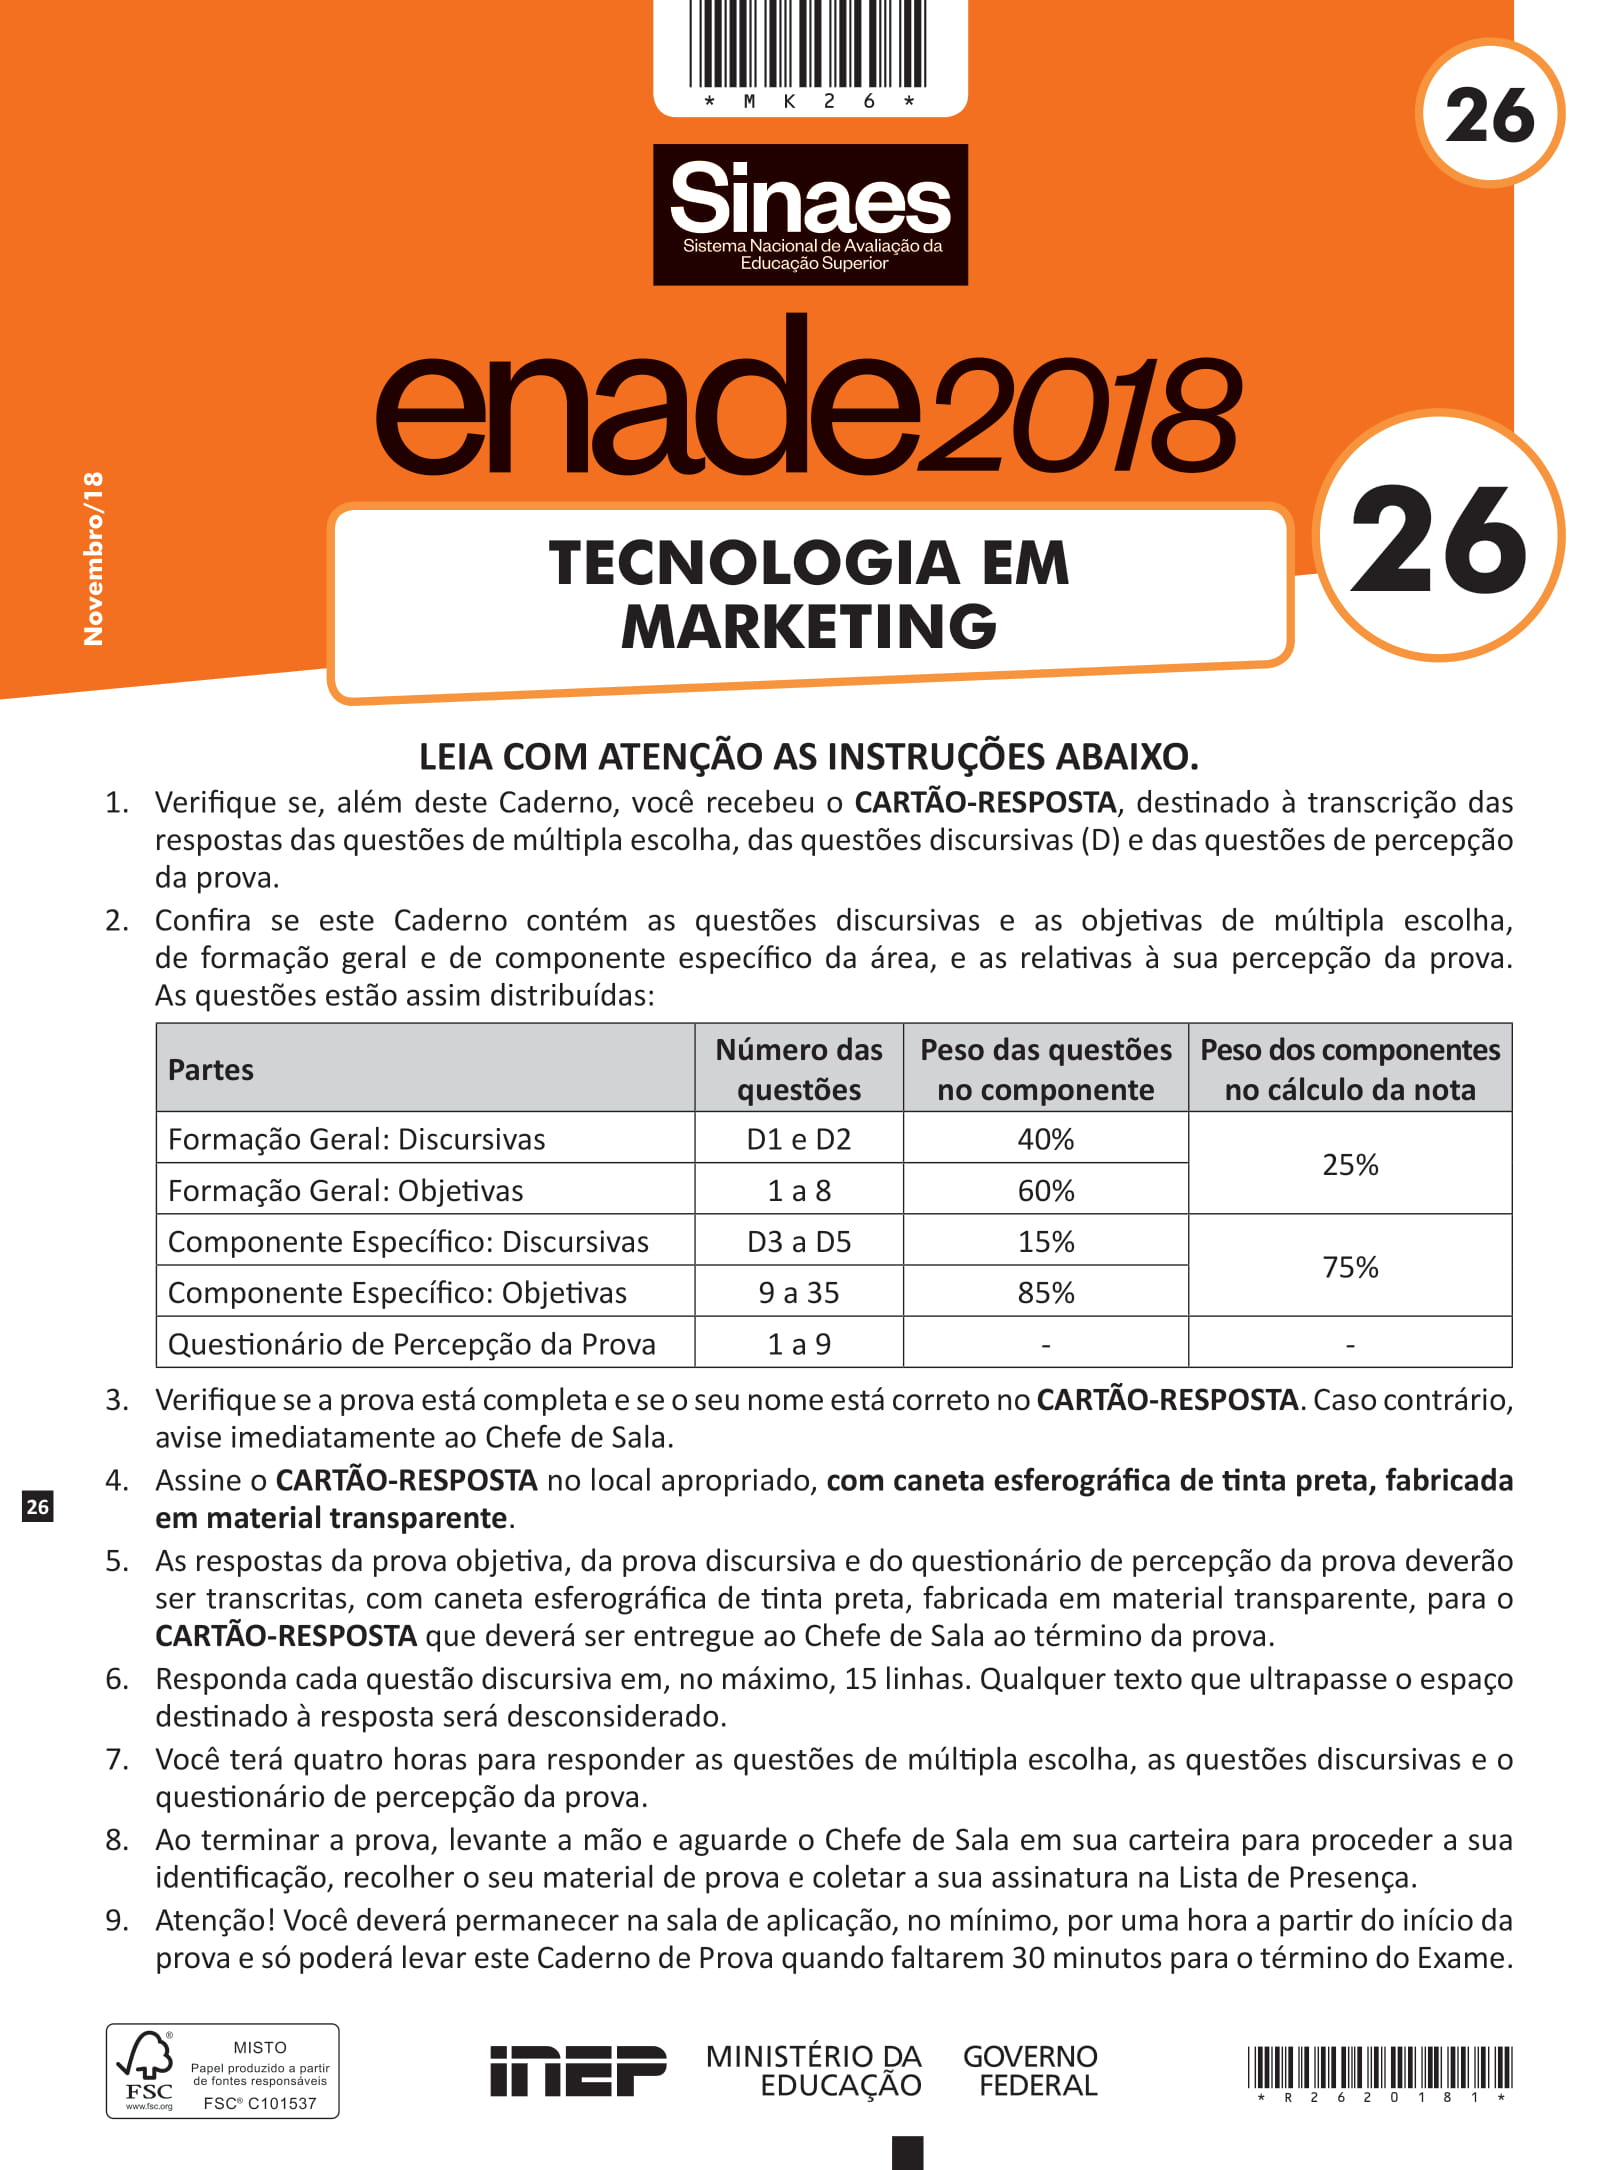 * M K 2 6 *
26
Sinaes
Sistema Nacional de Avaliação da
Educação Superior
enade2018
Novembro/18
TECNOLOGIA EM
MARKETING
26
LEIA COM ATENÇÃO AS INSTRUÇÕES ABAIXO.
1. Verifique se, além deste Caderno, você recebeu o CARTÃO-RESPOSTA, destinado à transcrição das
respostas das questões de múltipla escolha, das questões discursivas (D) e das questões de percepção
da prova.
2. Confira se este Caderno contém as questões discursivas e as objetivas de múltipla escolha,
de formação geral e de componente específico da área, e as relativas à sua percepção da prova.
As questões estão assim distribuídas:
Partes Número das questões Peso das questões no componente Peso dos componentes no cálculo da nota
Formação Geral: Discursivas D1 e D2 40% 25%
Formação Geral: Objetivas 1 a 8 60%
Componente Específico: Discursivas D3 a D5 15% 75%
Componente Específico: Objetivas 9 a 35 85%
Questionário de Percepção da Prova 1 a 9 - -
3. Verifique se a prova está completa e se o seu nome está correto no CARTÃO-RESPOSTA. Caso contrário,
avise imediatamente ao Chefe de Sala.
4. Assine o CARTÃO-RESPOSTA no local apropriado, com caneta esferográfica de tinta preta, fabricada
em material transparente.
26
5. As respostas da prova objetiva, da prova discursiva e do questionário de percepção da prova deverão
ser transcritas, com caneta esferográfica de tinta preta, fabricada em material transparente, para o
CARTÃO-RESPOSTA que deverá ser entregue ao Chefe de Sala ao término da prova.
6. Responda cada questão discursiva em, no máximo, 15 linhas. Qualquer texto que ultrapasse o espaço
destinado à resposta será desconsiderado.
7. Você terá quatro horas para responder as questões de múltipla escolha, as questões discursivas e o
questionário de percepção da prova.
8. Ao terminar a prova, levante a mão e aguarde o Chefe de Sala em sua carteira para proceder a sua
identificação, recolher o seu material de prova e coletar a sua assinatura na Lista de Presença.
9. Atenção! Você deverá permanecer na sala de aplicação, no mínimo, por uma hora a partir do início da
prova e só poderá levar este Caderno de Prova quando faltarem 30 minutos para o término do Exame.
®
FSC
www.fsc.org
MISTO
Papel produzido a partir
de fontes responsáveis
FSC® C101537
INEP
MINISTÉRIO DA
EDUCAÇÃO
GOVERNO
FEDERAL
* R 2 6 2 0 1 8 1 *